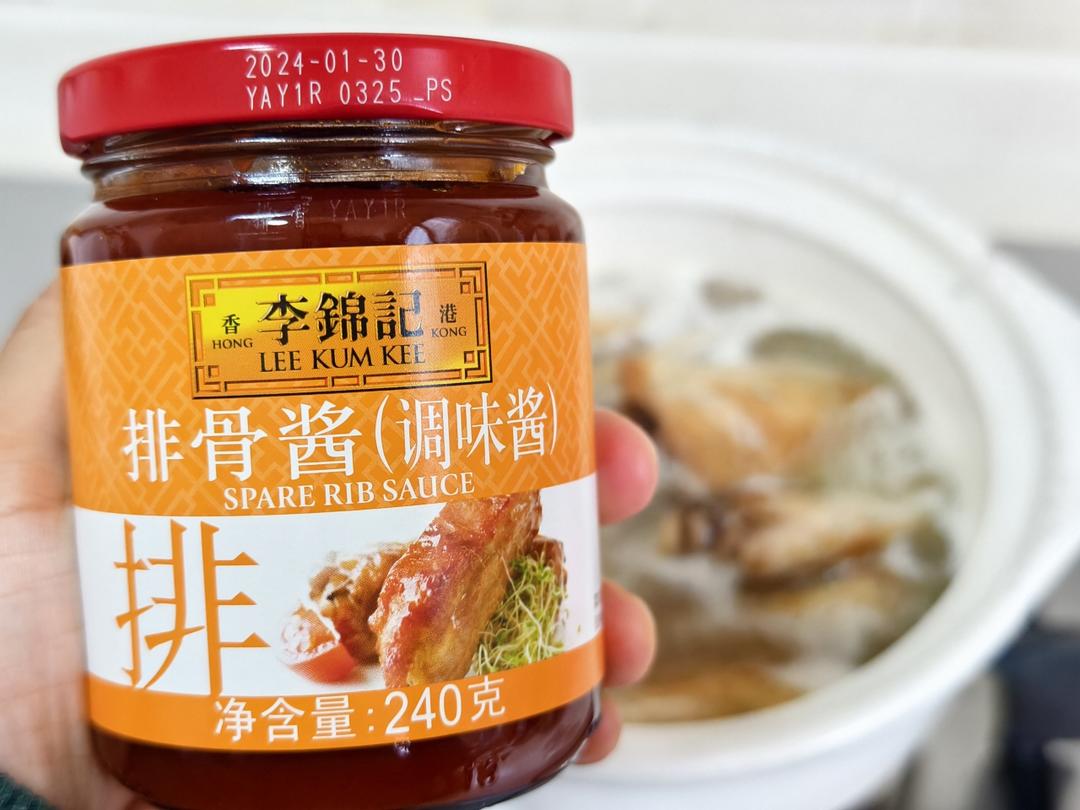 2024-01-30
YAY1R 0325 PS
香 李錦記 港
HONG LEE KUM KEE KONG
排骨酱(调味酱)
SPARE RIB SAUCE
排
净含量:240克